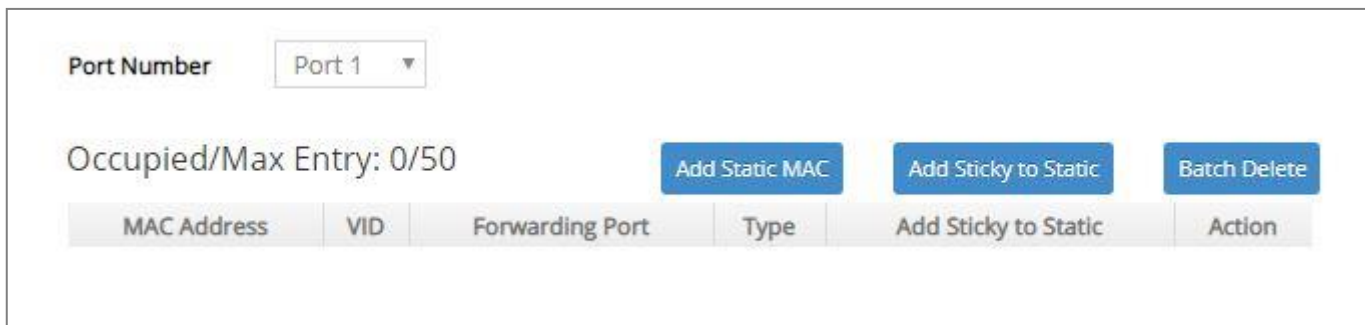 Port Number Port 1
Occupied/Max Entry: 0/50 Add Static MAC Add Sticky to Static Batch Delete
MAC Address VID Forwarding Port Type Add Sticky to Static Action